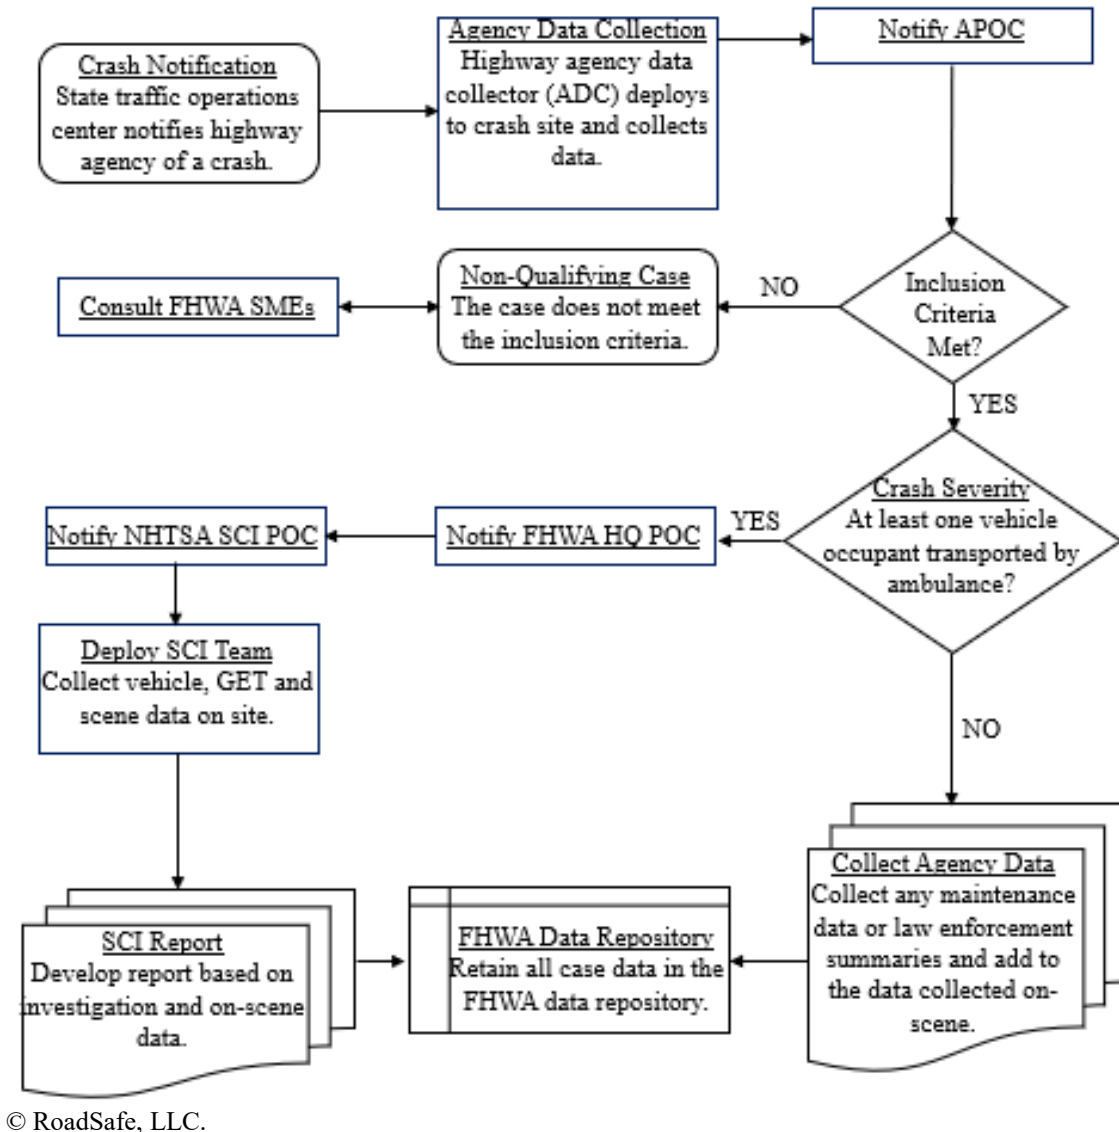 Crash Notification
State traffic operations
center notifies highway
agency of a crash.
Agency Data Collection
Highway agency data
collector (ADC) deploys
to crash site and collects
data.
Notify APOC
Inclusion
Criteria
Met?
NO
Non-Qualifying Case
The case does not meet
the inclusion criteria.
Consult FHWA SMEs
YES
Crash Severity
At least one vehicle
occupant transported by
ambulance?
YES
Notify FHWA HQ POC
Notify NHTSA SCI POC
Deploy SCI Team
Collect vehicle, GET and
scene data on site.
NO
Collect Agency Data
Collect any maintenance
data or law enforcement
summaries and add to
the data collected on-
scene.
SCI Report
Develop report based on
investigation and on-scene
data.
FHWA Data Repository
Retain all case data in the
FHWA data repository.
© RoadSafe, LLC.